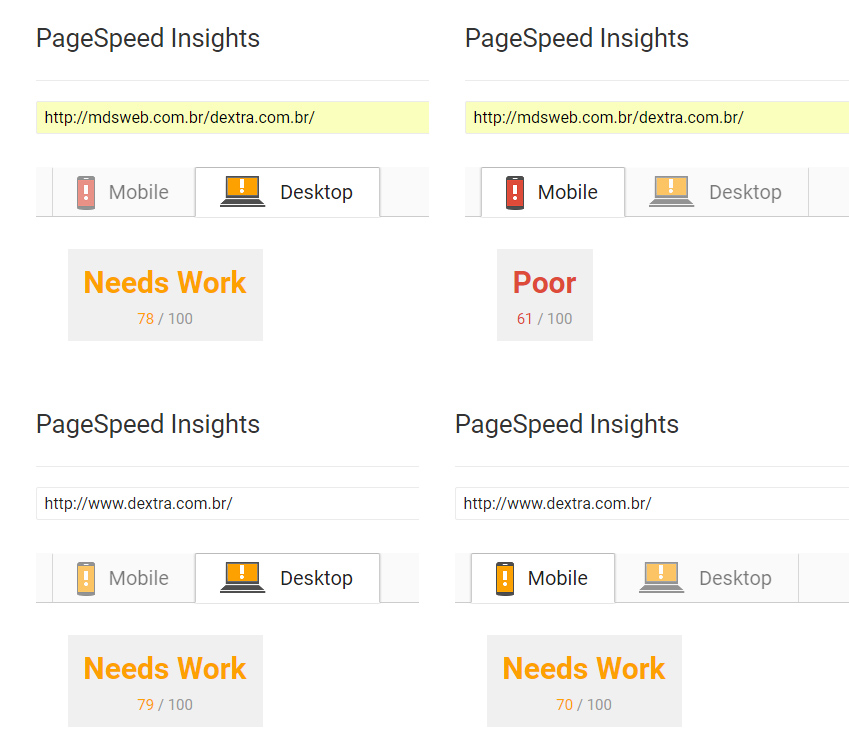 PageSpeed Insights
http://mdsweb.com.br/dextra.com.br/
Mobile Desktop
Needs Work
78 / 100
PageSpeed Insights
http://mdsweb.com.br/dextra.com.br/
Mobile Desktop
Poor
61 / 100
PageSpeed Insights
http://www.dextra.com.br/
Mobile Desktop
Needs Work
79 / 100
PageSpeed Insights
http://www.dextra.com.br/
Mobile Desktop
Needs Work
70 / 100